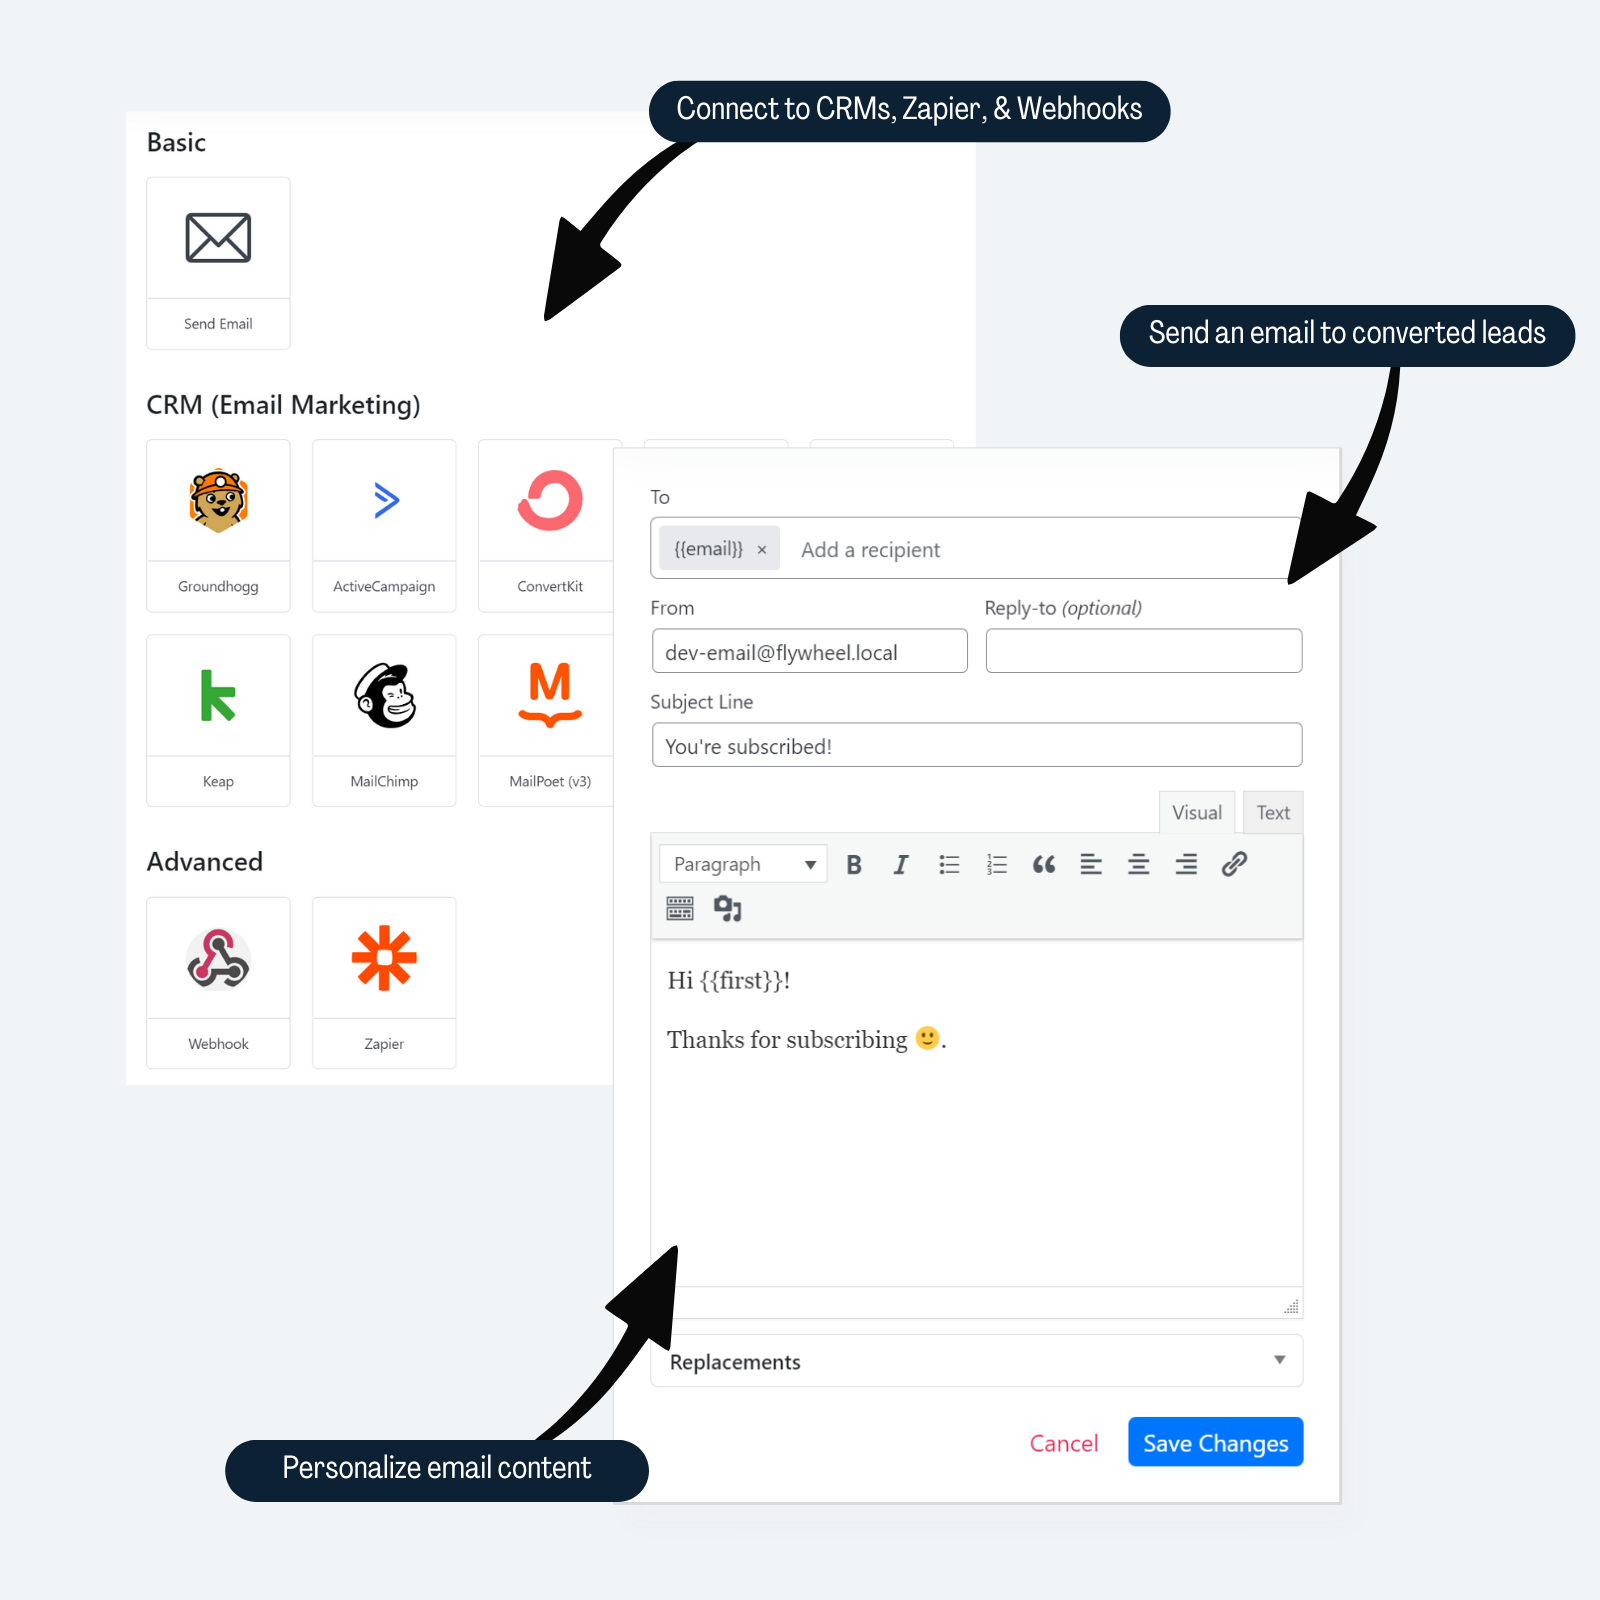 Connect to CRMs, Zapier, & Webhooks
Basic
Send Email
Send an email to converted leads
CRM (Email Marketing)
Groundhogg
ActiveCampaign
ConvertKit
Keap
MailChimp
MailPoet (v3)
Advanced
Webhook
Zapier
To
{{email}} ×
Add a recipient
From
Reply-to (optional)
dev-email@flywheel.local
Subject Line
You're subscribed!
Visual
Text
Paragraph
Hi {{first}}!
Thanks for subscribing 🙂.
Replacements
Cancel
Save Changes
Personalize email content